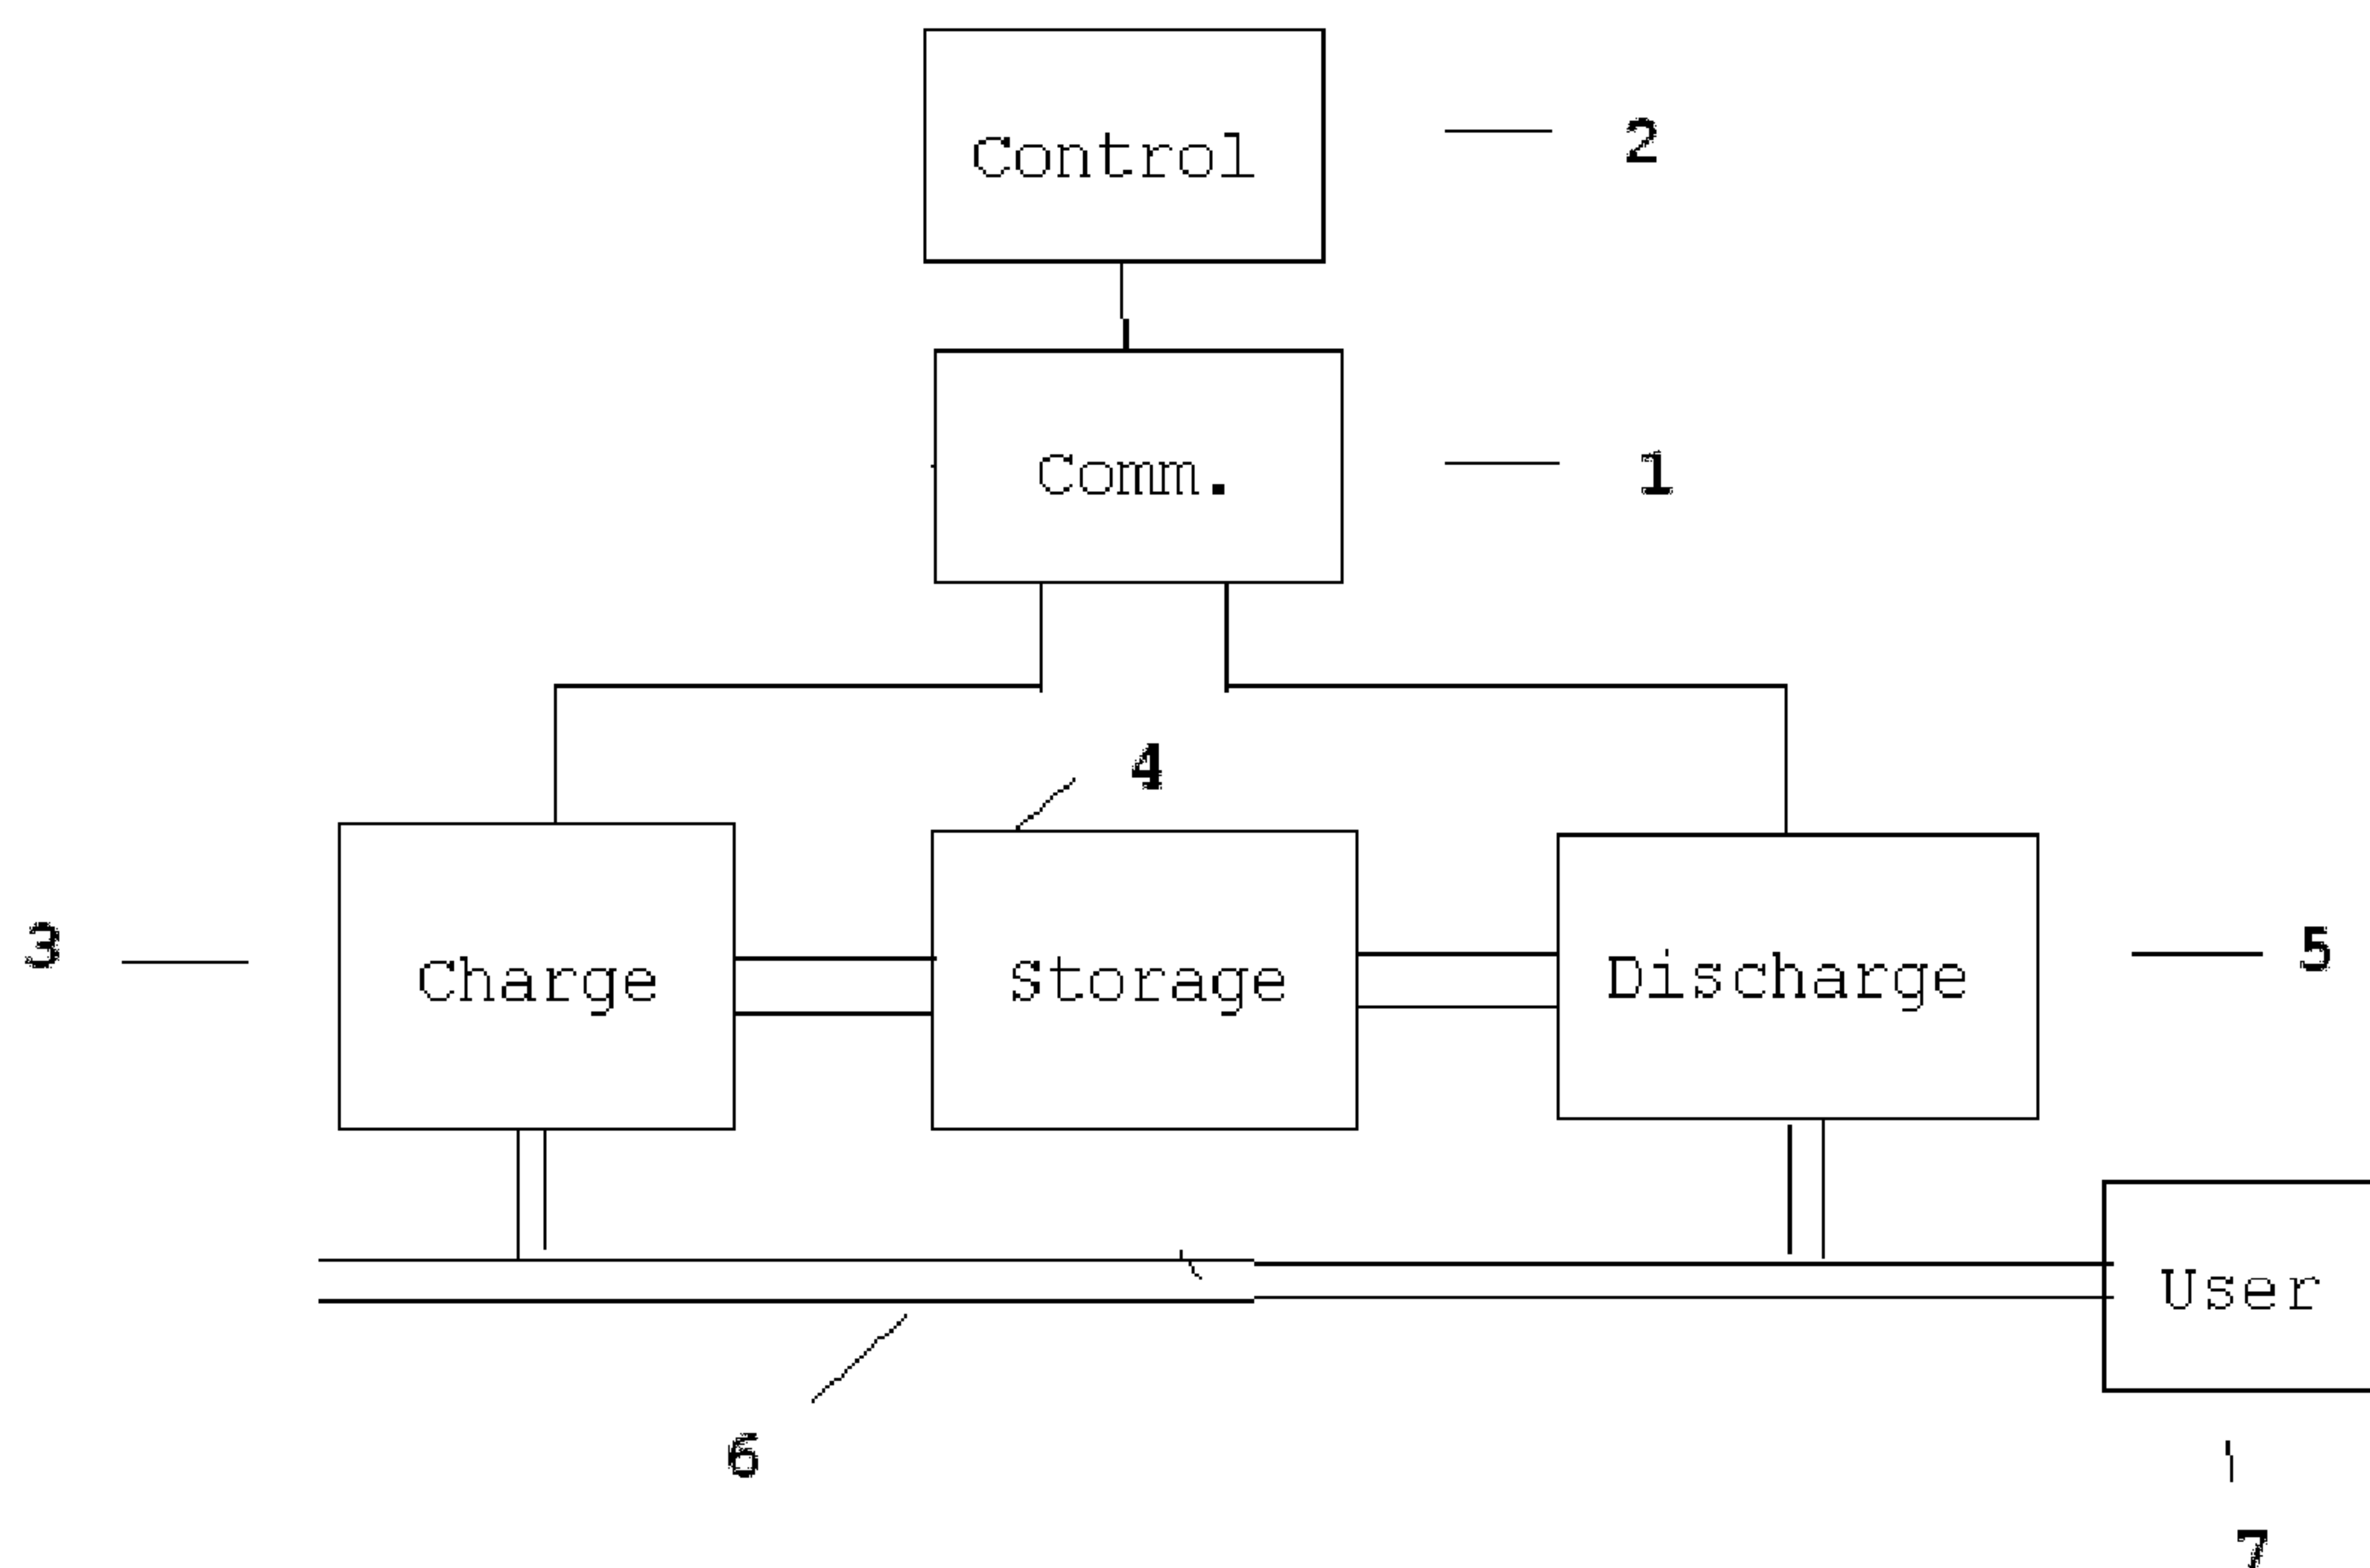 Control
2
Comm.
1
4
3
Charge
Storage
Discharge
5
User
6
7